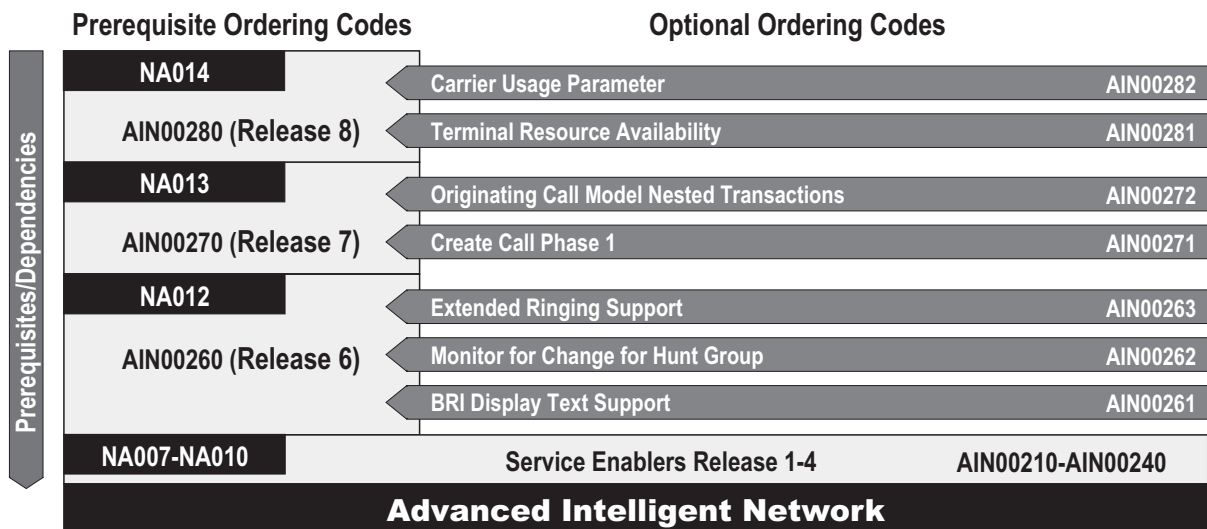 Prerequisite Ordering Codes
Optional Ordering Codes
Prerequisites/Dependencies
NA014
AIN00280 (Release 8)
Carrier Usage Parameter AIN00282
Terminal Resource Availability AIN00281
NA013
AIN00270 (Release 7)
Originating Call Model Nested Transactions AIN00272
Create Call Phase 1 AIN00271
NA012
AIN00260 (Release 6)
Extended Ringing Support AIN00263
Monitor for Change for Hunt Group AIN00262
BRI Display Text Support AIN00261
NA007-NA010 Service Enablers Release 1-4 AIN00210-AIN00240
Advanced Intelligent Network